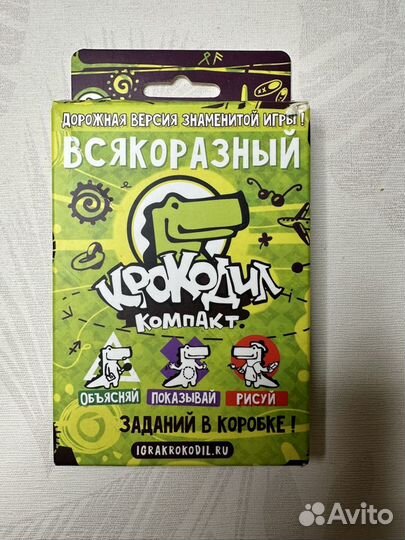 ДОРОЖНАЯ ВЕРСИЯ ЗНАМЕНИТОЙ ИГРЫ!
ВСЯКОРАЗНЫЙ
КРОКОДИЛ
КОМПАКТ
ОБЪЯСНЯЙ ПОКАЗЫВАЙ РИСУЙ
ЗАДАНИЙ В КОРОБКЕ!
IGRAKROKODIL.RU
Avito